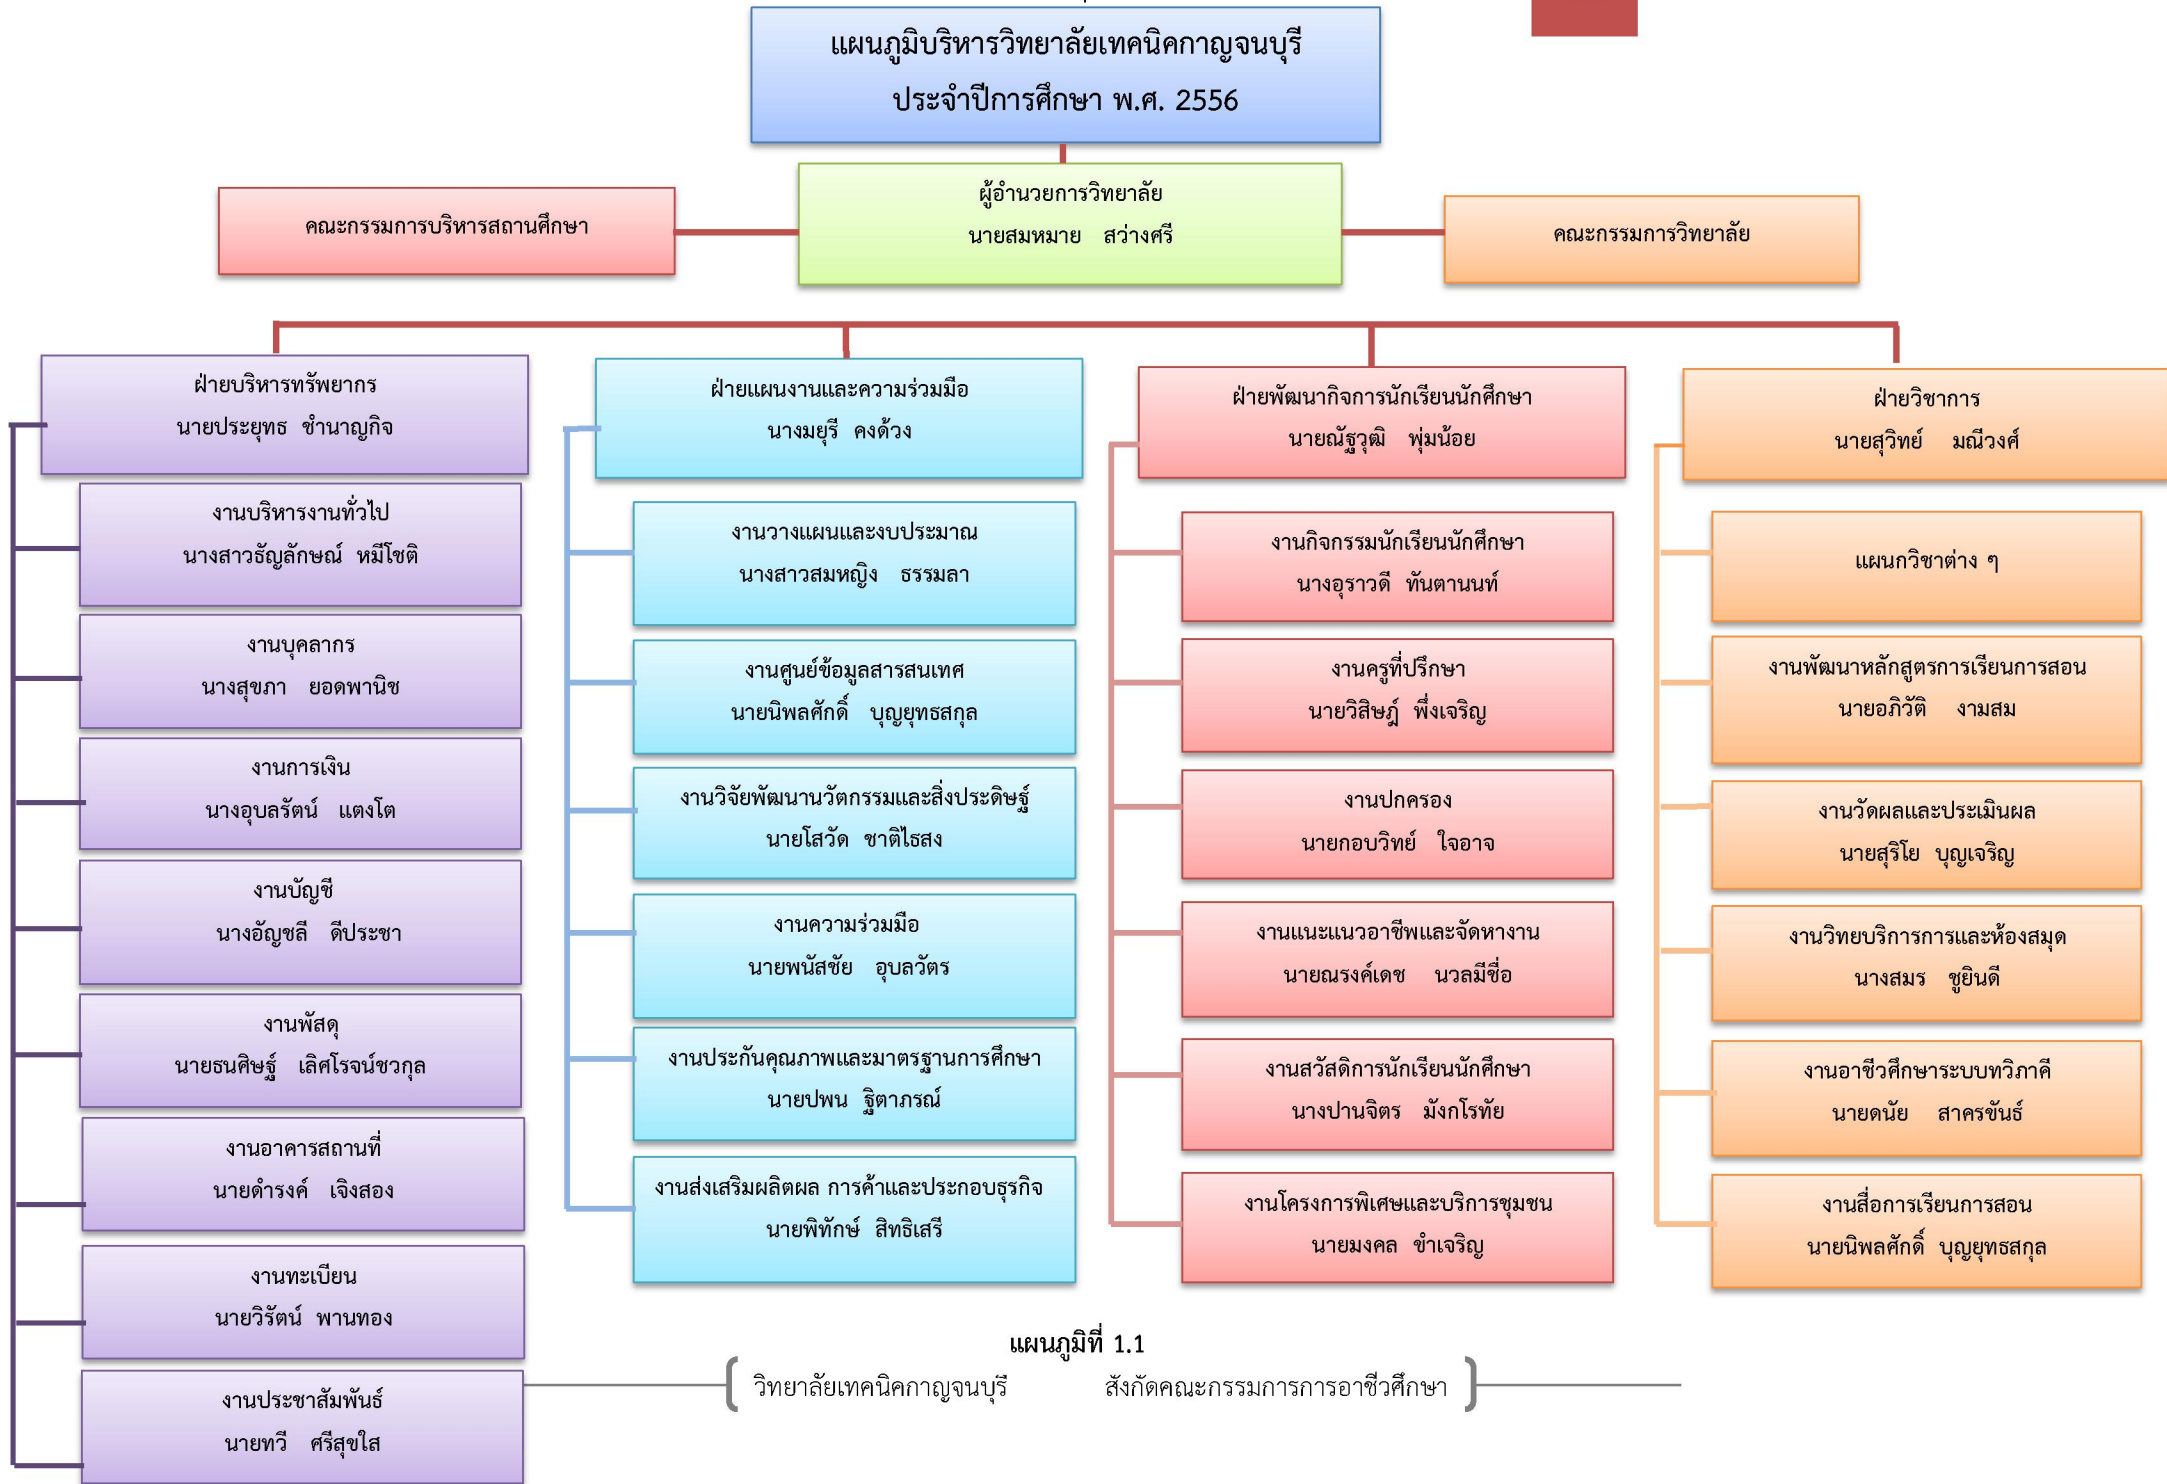 แผนภูมิบริหารวิทยาลัยเทคนิคกาญจนบุรี
ประจำปีการศึกษา พ.ศ. 2556
ผู้อำนวยการวิทยาลัย
นายสมหมาย สว่างศรี
คณะกรรมการบริหารสถานศึกษา
คณะกรรมการวิทยาลัย
ฝ่ายบริหารทรัพยากร
นายประยุทธ ชำนาญกิจ
งานบริหารงานทั่วไป
นางสาวธัญลักษณ์ หมีโชติ
งานบุคลากร
นางสุขภา ยอดพานิช
งานการเงิน
นางอุบลรัตน์ แตงโต
งานบัญชี
นางอัญชลี ดีประชา
งานพัสดุ
นายธนศิษฐ์ เลิศโรจน์ชวกุล
งานอาคารสถานที่
นายดำรงค์ เจิงสอง
งานทะเบียน
นายวิรัตน์ พานทอง
งานประชาสัมพันธ์
นายทวี ศรีสุขใส
ฝ่ายแผนงานและความร่วมมือ
นางมยุรี คงด้วง
งานวางแผนและงบประมาณ
นางสาวสมหญิง ธรรมลา
งานศูนย์ข้อมูลสารสนเทศ
นายนิพลศักดิ์ บุญยุทธสกุล
งานวิจัยพัฒนานวัตกรรมและสิ่งประดิษฐ์
นายโสวัด ชาติไธสง
งานความร่วมมือ
นายพนัสชัย อุบลวัตร
งานประกันคุณภาพและมาตรฐานการศึกษา
นายปพน ฐิตาภรณ์
งานส่งเสริมผลิตผล การค้าและประกอบธุรกิจ
นายพิทักษ์ สิทธิเสรี
ฝ่ายพัฒนากิจการนักเรียนนักศึกษา
นายณัฐวุฒิ พุ่มน้อย
งานกิจกรรมนักเรียนนักศึกษา
นางอุราวดี ทันตานนท์
งานครูที่ปรึกษา
นายวิสิษฎ์ พึ่งเจริญ
งานปกครอง
นายกอบวิทย์ ใจอาจ
งานแนะแนวอาชีพและจัดหางาน
นายณรงค์เดช นวลมีชื่อ
งานสวัสดิการนักเรียนนักศึกษา
นางปานจิตร มังกโรทัย
งานโครงการพิเศษและบริการชุมชน
นายมงคล ขำเจริญ
ฝ่ายวิชาการ
นายสุวิทย์ มณีวงศ์
แผนกวิชาต่าง ๆ
งานพัฒนาหลักสูตรการเรียนการสอน
นายอภิวัติ งามสม
งานวัดผลและประเมินผล
นายสุริโย บุญเจริญ
งานวิทยบริการการและห้องสมุด
นางสมร ชูยินดี
งานอาชีวศึกษาระบบทวิภาคี
นายดนัย สาครขันธ์
งานสื่อการเรียนการสอน
นายนิพลศักดิ์ บุญยุทธสกุล
แผนภูมิที่ 1.1
วิทยาลัยเทคนิคกาญจนบุรี สังกัดคณะกรรมการการอาชีวศึกษา